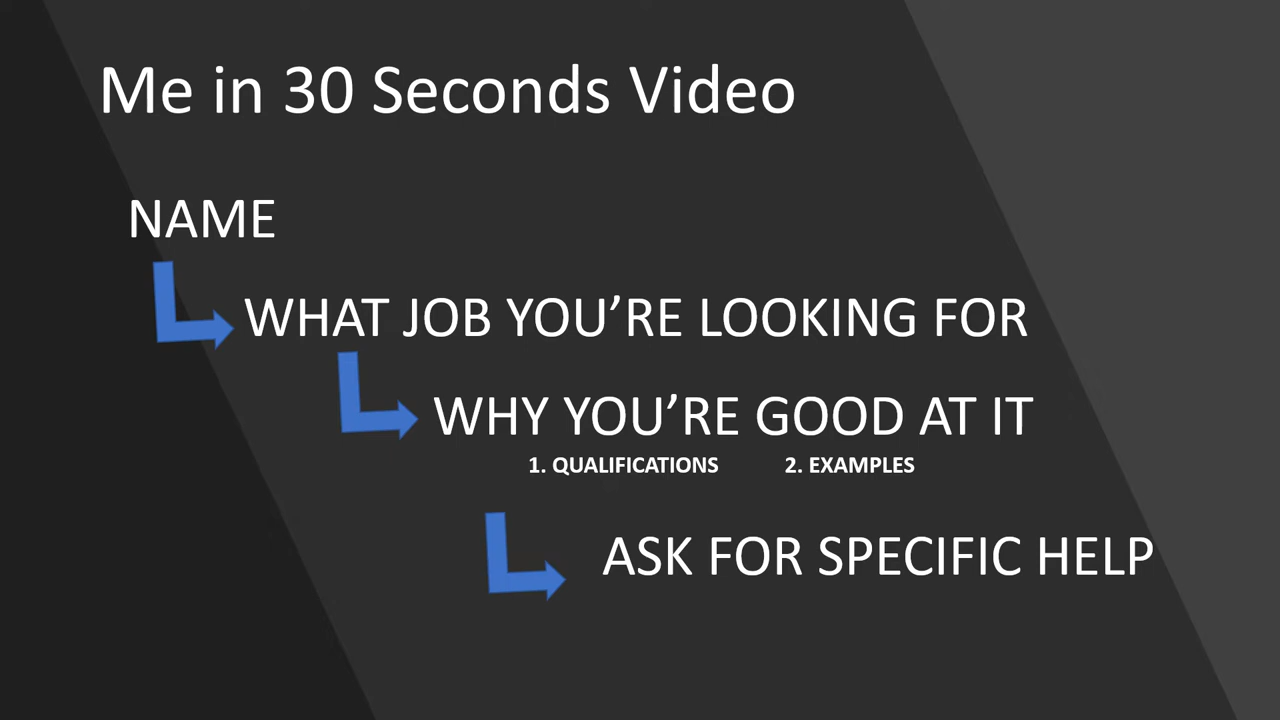 Me in 30 Seconds Video
NAME
WHAT JOB YOU’RE LOOKING FOR
WHY YOU’RE GOOD AT IT
1. QUALIFICATIONS 2. EXAMPLES
ASK FOR SPECIFIC HELP